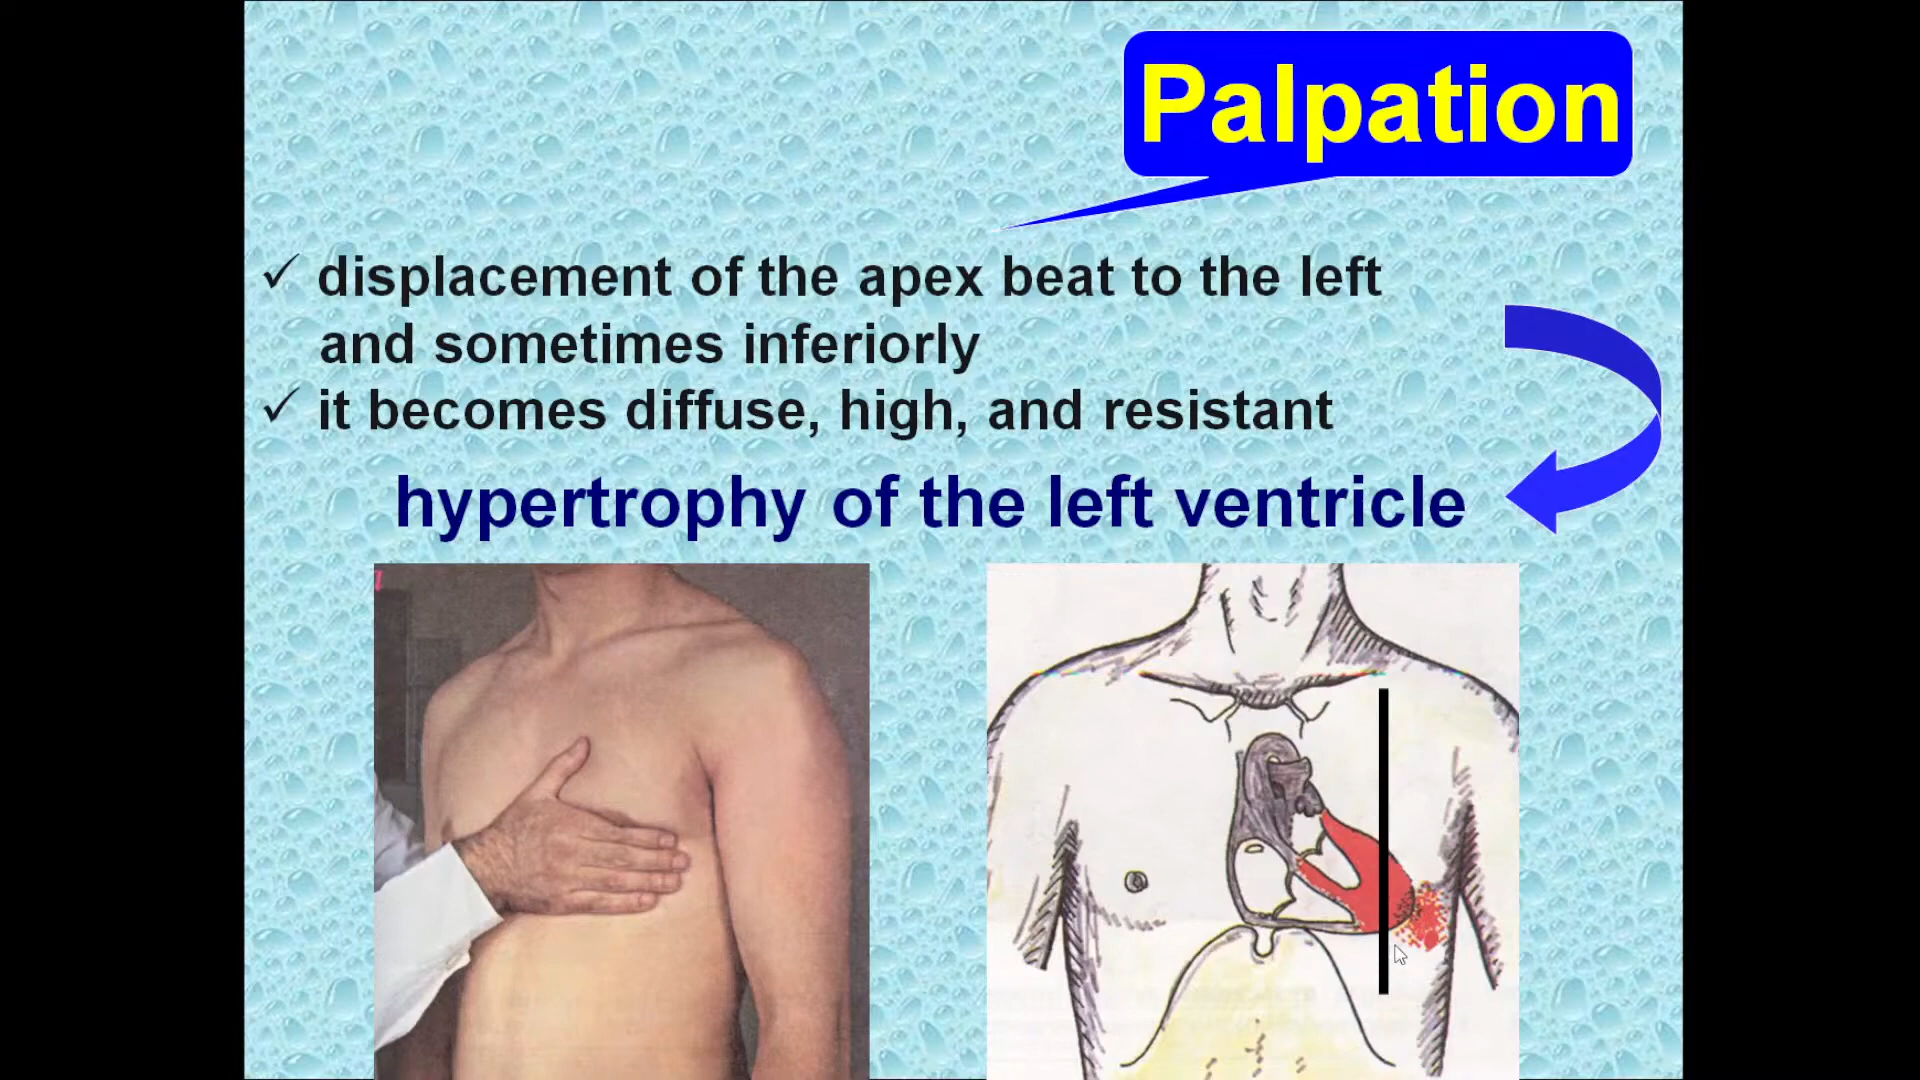 Palpation
✓ displacement of the apex beat to the left
and sometimes inferiorly
✓ it becomes diffuse, high, and resistant
hypertrophy of the left ventricle